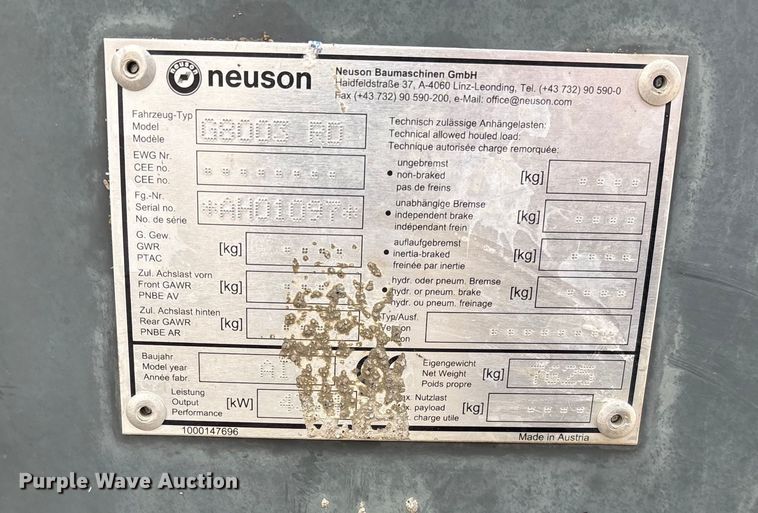 neuson
Neuson Baumaschinen GmbH
Haidfeldstraße 37, A-4060 Linz-Leonding, Tel. (+43 732) 90 590-0
Fax (+43 732) 90 590-200, e-Mail: office@neuson.com
Fahrzeug-Typ
Model
Modèle
G8003 RD
EWG Nr.
CEE no.
CEE no.
Fg.-Nr.
Serial no.
No. de série
*AH01097*
G. Gew.
GWR
PTAC
[kg]
Zul. Achslast vorn
Front GAWR
PNBE AV
[kg]
Zul. Achslast hinten
Rear GAWR
PNBE AR
[kg]
Technisch zulässige Anhängelasten:
Technical allowed houled load:
Technique autorisée charge remorquée:
ungebremst
• non-braked
pas de freins
[kg]
unabhängige Bremse
• independent brake
indépendant frein
[kg]
auflaufgebremst
• inertia-braked
freinée par intertie
[kg]
hydr. oder pneum. Bremse
• hydr. or pneum. brake
hydr. ou pneum. freinage
[kg]
Typ/Ausf.
Baujahr
Model year
Année fabr.
Leistung
Output
Performance
[kW]
Eigengewicht
Net Weight
Poids propre
[kg]
1625
Nutzlast
payload
charge utile
[kg]
1000147696
Made in Austria
Purple Wave Auction